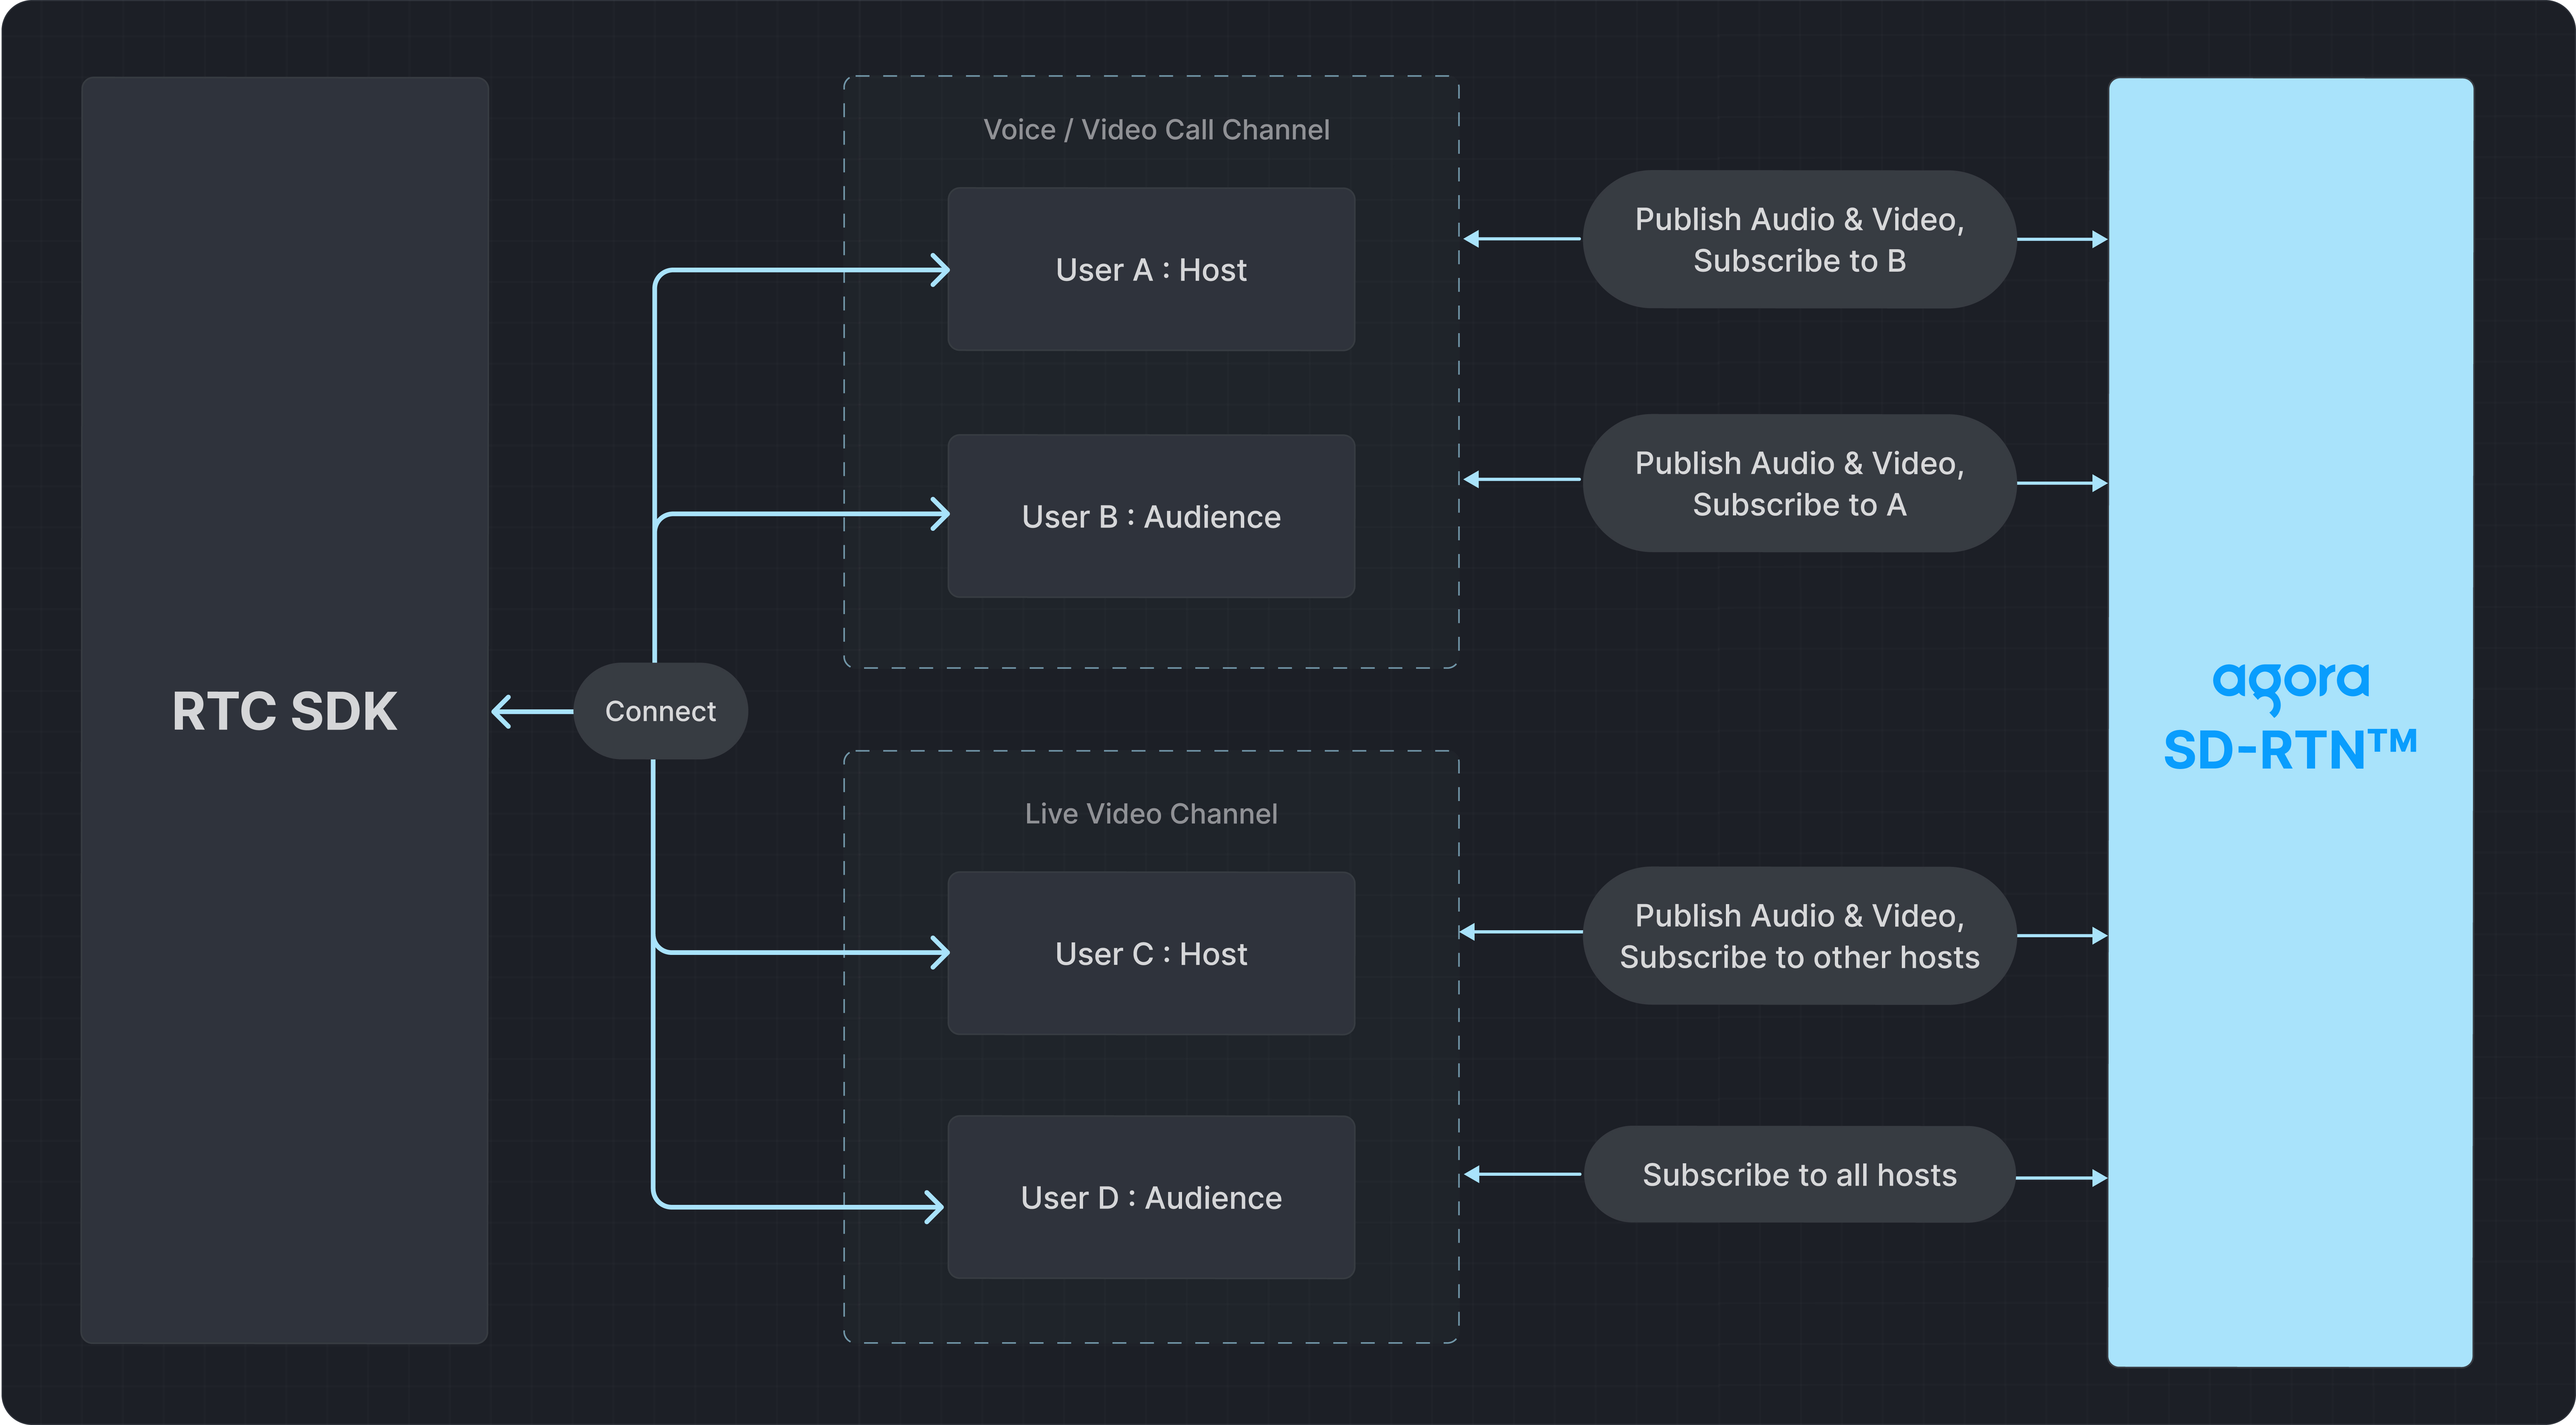 RTC SDK
Connect
Voice / Video Call Channel
User A : Host
User B : Audience
Live Video Channel
User C : Host
User D : Audience
Publish Audio & Video,
Subscribe to B
Publish Audio & Video,
Subscribe to A
Publish Audio & Video,
Subscribe to other hosts
Subscribe to all hosts
agora
SD-RTN™